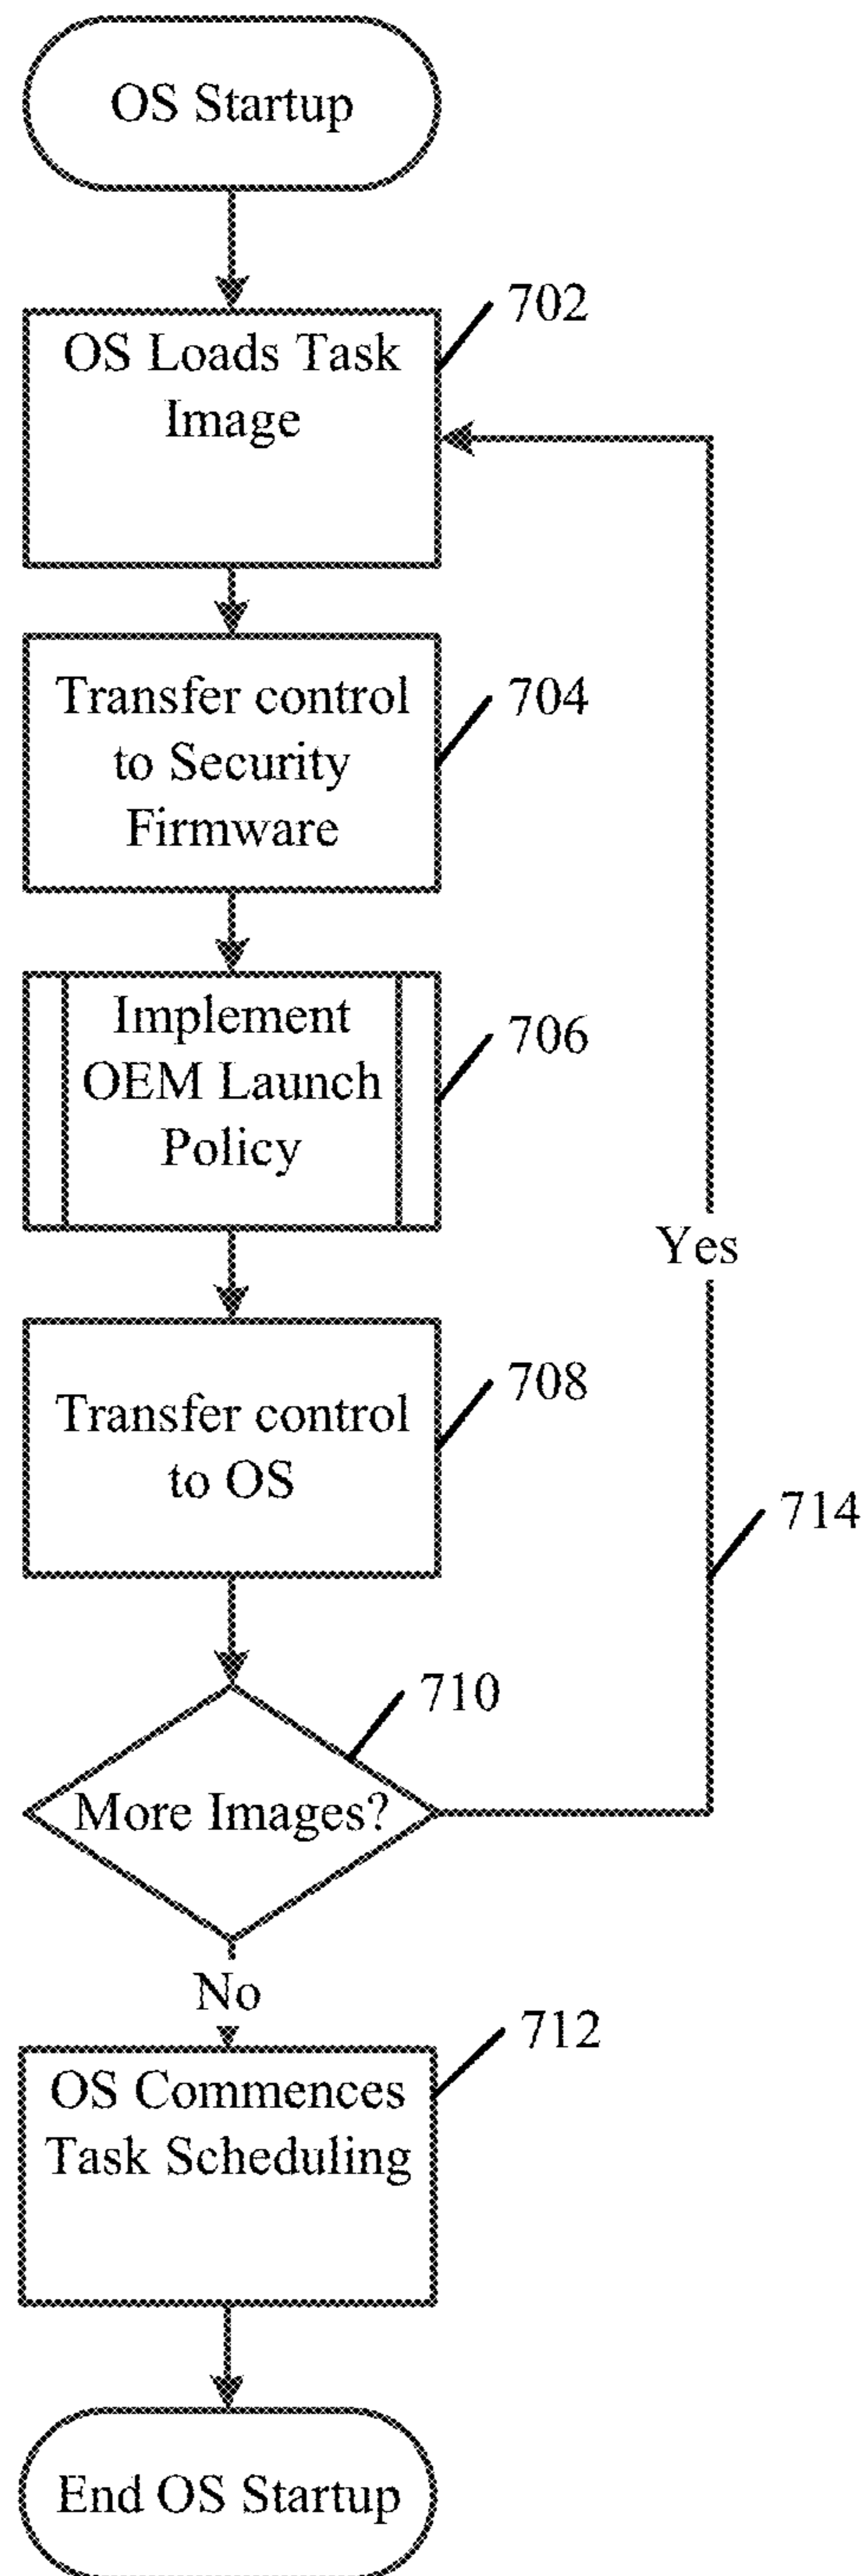 OS Startup
702
OS Loads Task
Image
704
Transfer control
to Security
Firmware
706
Implement
OEM Launch
Policy
Yes
708
Transfer control
to OS
714
710
More Images?
No
712
OS Commences
Task Scheduling
End OS Startup